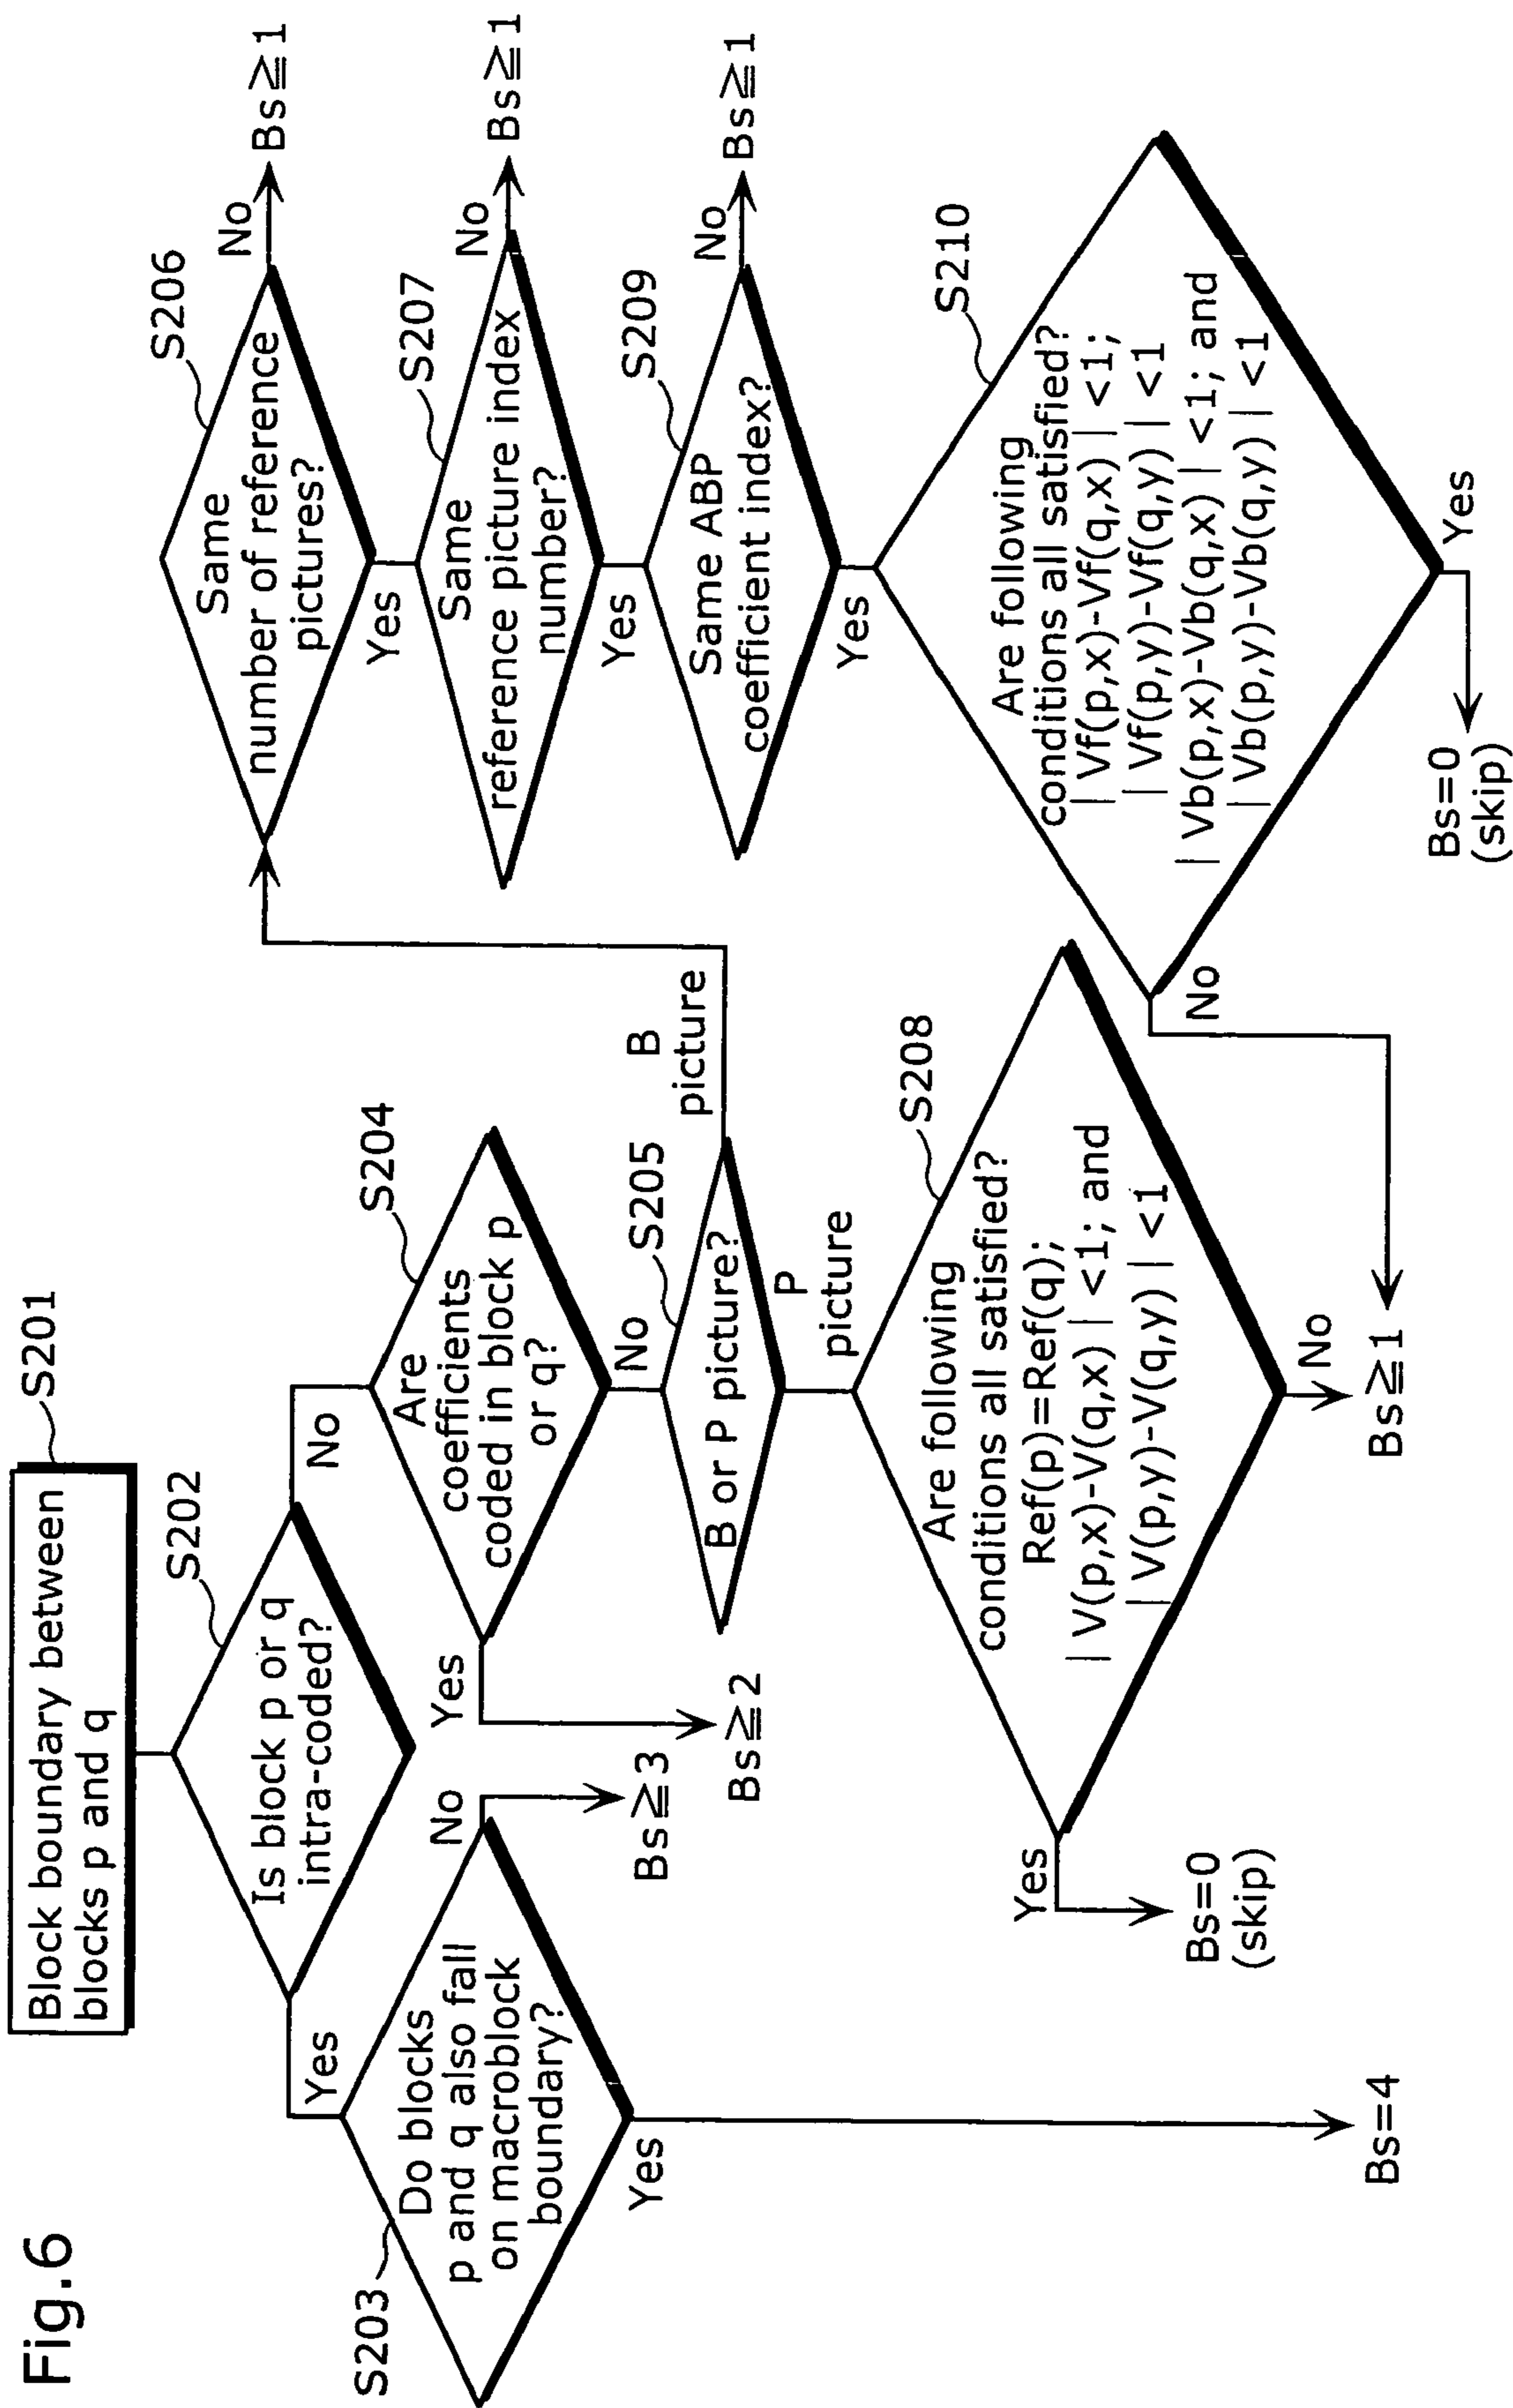 Fig.6
Block boundary between
blocks p and q
S201
S202
Is block p or q
intra-coded?
Yes
No
S203
Do blocks
p and q also fall
on macroblock
boundary?
No
Bs≧3
Yes
Bs=4
S204
Are
coefficients
coded in block p
or q?
Yes
Bs≧2
No
S205
B or P picture?
B
picture
P
picture
S206
Same
number of reference
pictures?
No
Bs≧1
Yes
S207
Same
reference picture index
number?
No
Bs≧1
Yes
S209
Same ABP
coefficient index?
No
Bs≧1
Yes
S208
Are following
conditions all satisfied?
Ref(p)=Ref(q);
|V(p,x)-V(q,x)|<1; and
|V(p,y)-V(q,y)|<1
Yes
Bs=0
(skip)
No
Bs≧1
S210
Are following
conditions all satisfied?
|Vf(p,x)-Vf(q,x)|<1;
|Vf(p,y)-Vf(q,y)|<1
|Vb(p,x)-Vb(q,x)|<1; and
|Vb(p,y)-Vb(q,y)|<1
No
Yes
Bs=0
(skip)